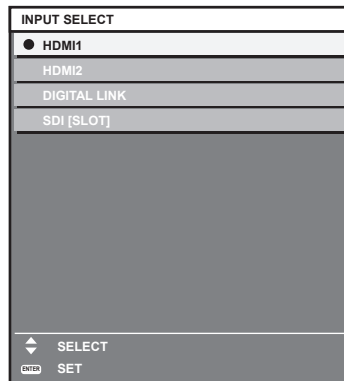 INPUT SELECT
HDMI1
HDMI2
DIGITAL LINK
SDI [SLOT]
SELECT
ENTER SET